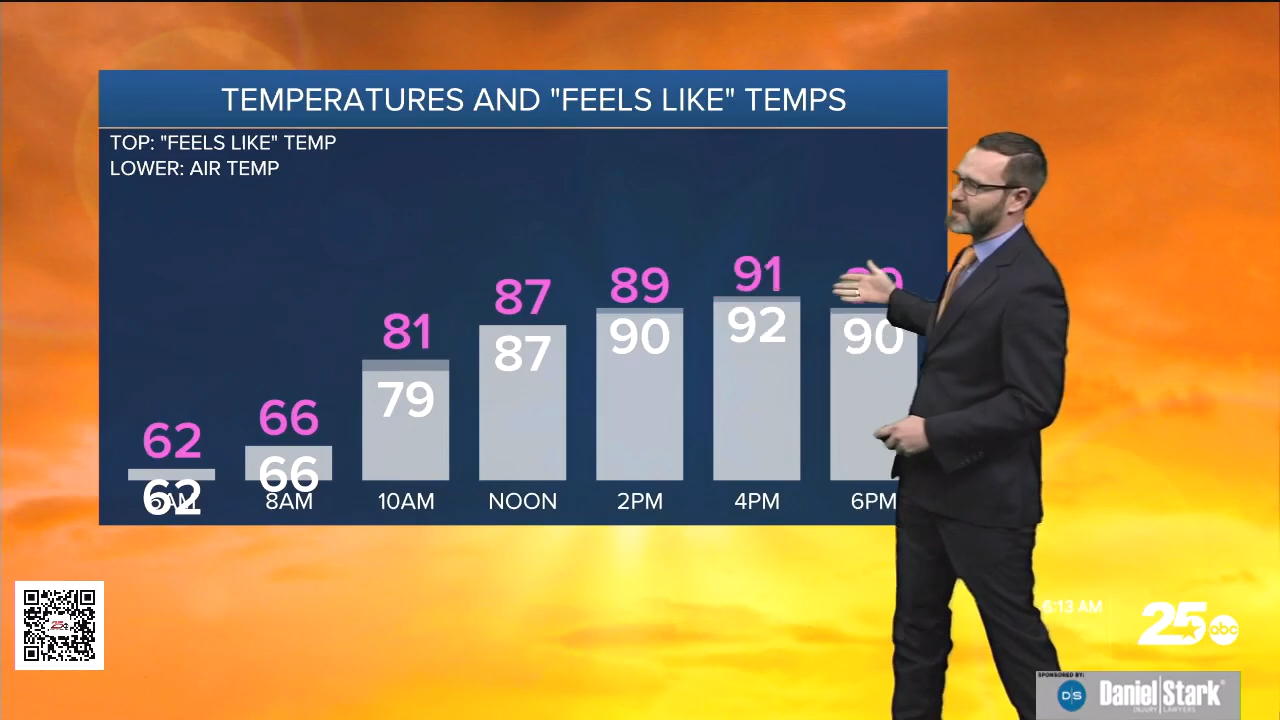 TEMPERATURES AND "FEELS LIKE" TEMPS
TOP: "FEELS LIKE" TEMP
LOWER: AIR TEMP
62 66 81 87 89 91
62 66 79 87 90 92 90
8AM 10AM NOON 2PM 4PM 6PM
6:13 AM
25 abc
SPONSORED BY:
D|S Daniel|Stark
INJURY LAWYERS